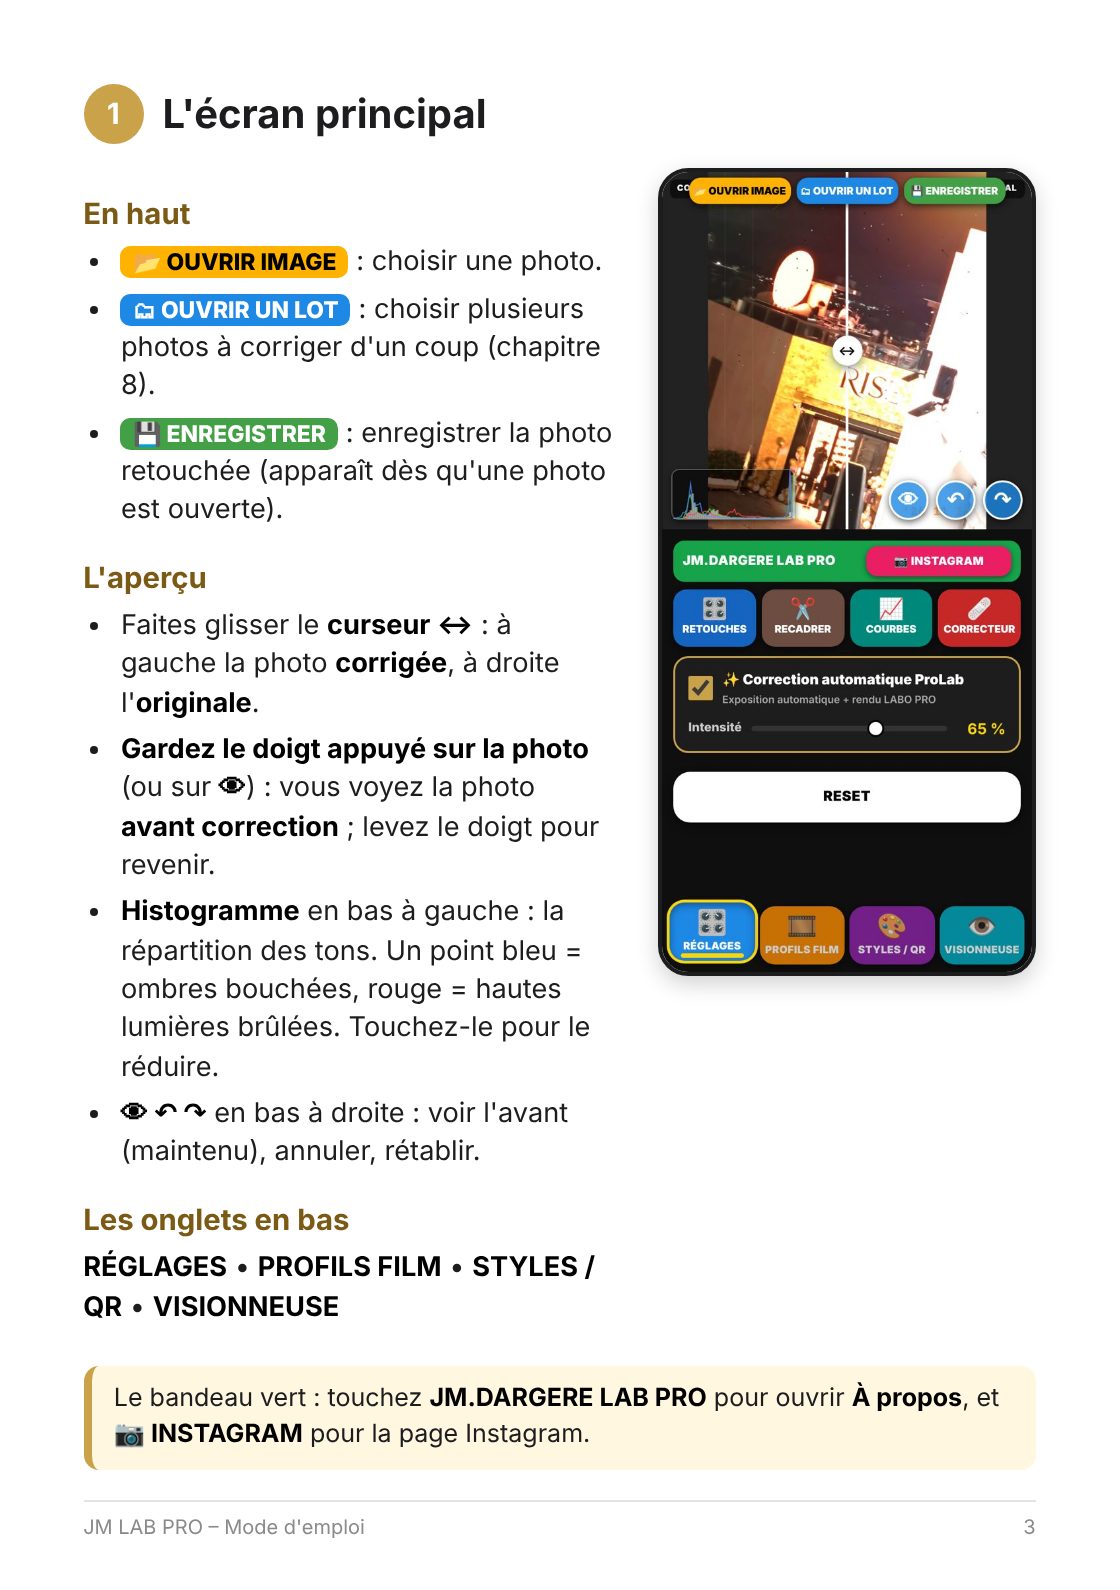 1 L'écran principal
En haut
• 📂 OUVRIR IMAGE : choisir une photo.
• 🗂 OUVRIR UN LOT : choisir plusieurs
photos à corriger d'un coup (chapitre
8).
• 💾 ENREGISTRER : enregistrer la photo
retouchée (apparaît dès qu'une photo
est ouverte).
L'aperçu
• Faites glisser le curseur ↔ : à
gauche la photo corrigée, à droite
l'originale.
• Gardez le doigt appuyé sur la photo
(ou sur 👁) : vous voyez la photo
avant correction ; levez le doigt pour
revenir.
• Histogramme en bas à gauche : la
répartition des tons. Un point bleu =
ombres bouchées, rouge = hautes
lumières brûlées. Touchez-le pour le
réduire.
• 👁 ↶ ↷ en bas à droite : voir l'avant
(maintenu), annuler, rétablir.
Les onglets en bas
RÉGLAGES • PROFILS FILM • STYLES /
QR • VISIONNEUSE
CO 📂 OUVRIR IMAGE 🗂 OUVRIR UN LOT 💾 ENREGISTRER AL
RISE
JM.DARGERE LAB PRO 📷 INSTAGRAM
RETOUCHES RECADRER COURBES CORRECTEUR
✨ Correction automatique ProLab
Exposition automatique + rendu LABO PRO
Intensité 65 %
RESET
RÉGLAGES PROFILS FILM STYLES / QR VISIONNEUSE
Le bandeau vert : touchez JM.DARGERE LAB PRO pour ouvrir À propos, et
📷 INSTAGRAM pour la page Instagram.
JM LAB PRO – Mode d'emploi 3